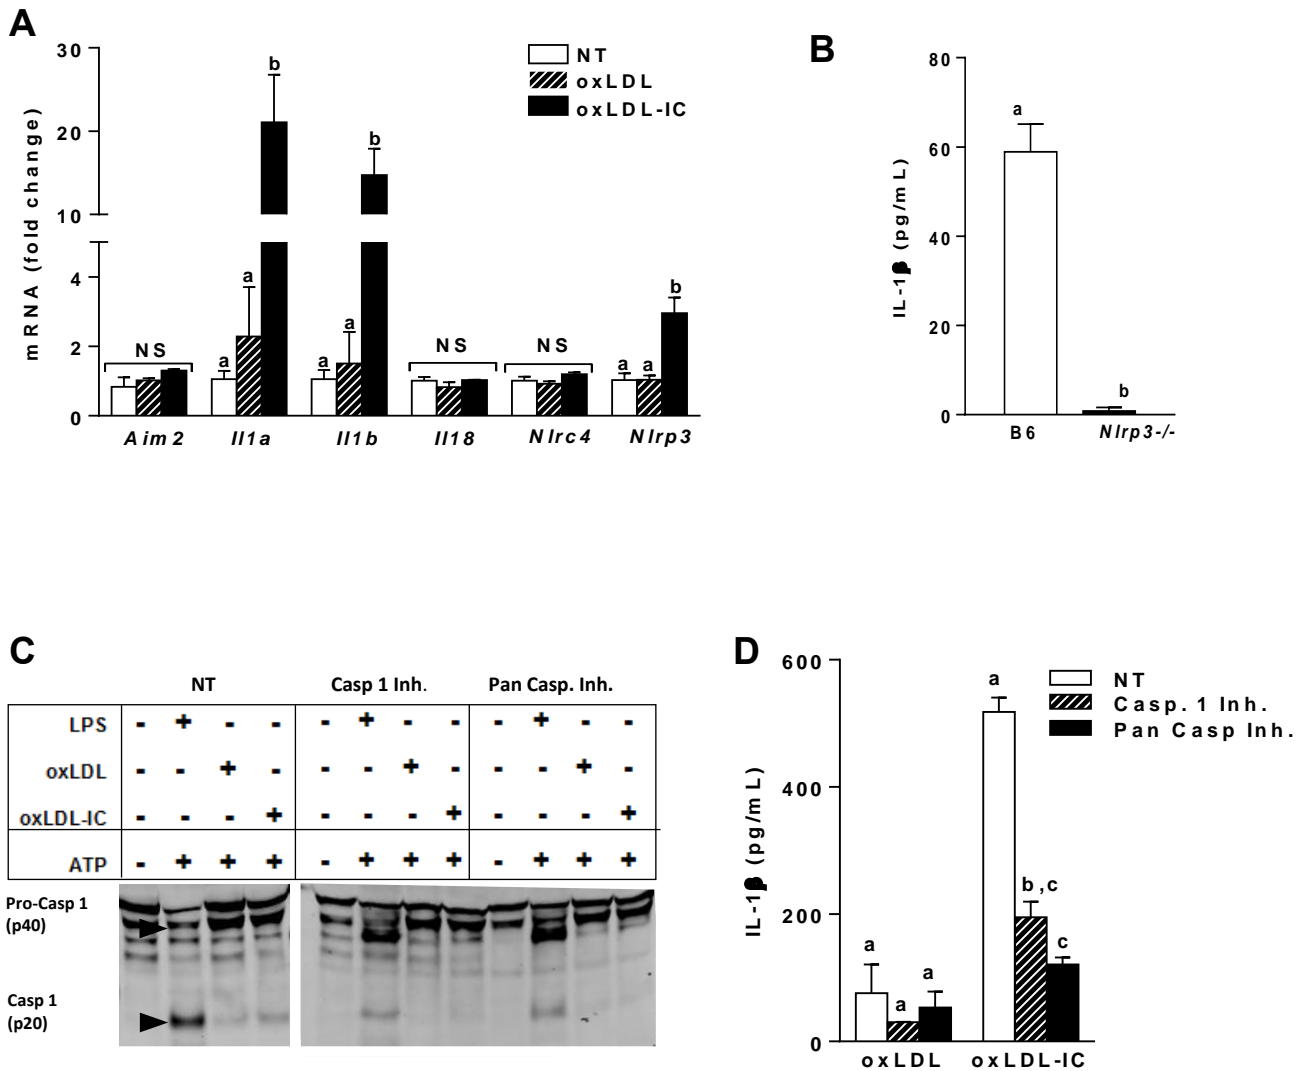 A
mRNA (fold change)
30
20
10
4
2
0
NT
oxLDL
oxLDL-IC
NS
a
a
b
a
a
b
NS
NS
a
a
b
Aim2
Il1a
Il1b
Il18
Nlrc4
Nlrp3
B
IL-1β (pg/mL)
80
60
40
20
0
a
b
B6
Nlrp3-/-
C
NT
Casp 1 Inh.
Pan Casp. Inh.
LPS - + - - - + - - - + - -
oxLDL - - + - - - + - - - + -
oxLDL-IC - - - + - - - + - - - +
ATP - + + + - + + + - + + +
Pro-Casp 1
(p40)
Casp 1
(p20)
D
IL-1β (pg/mL)
600
400
200
0
NT
Casp. 1 Inh.
Pan Casp Inh.
a
a
a
a
b,c
c
oxLDL
oxLDL-IC